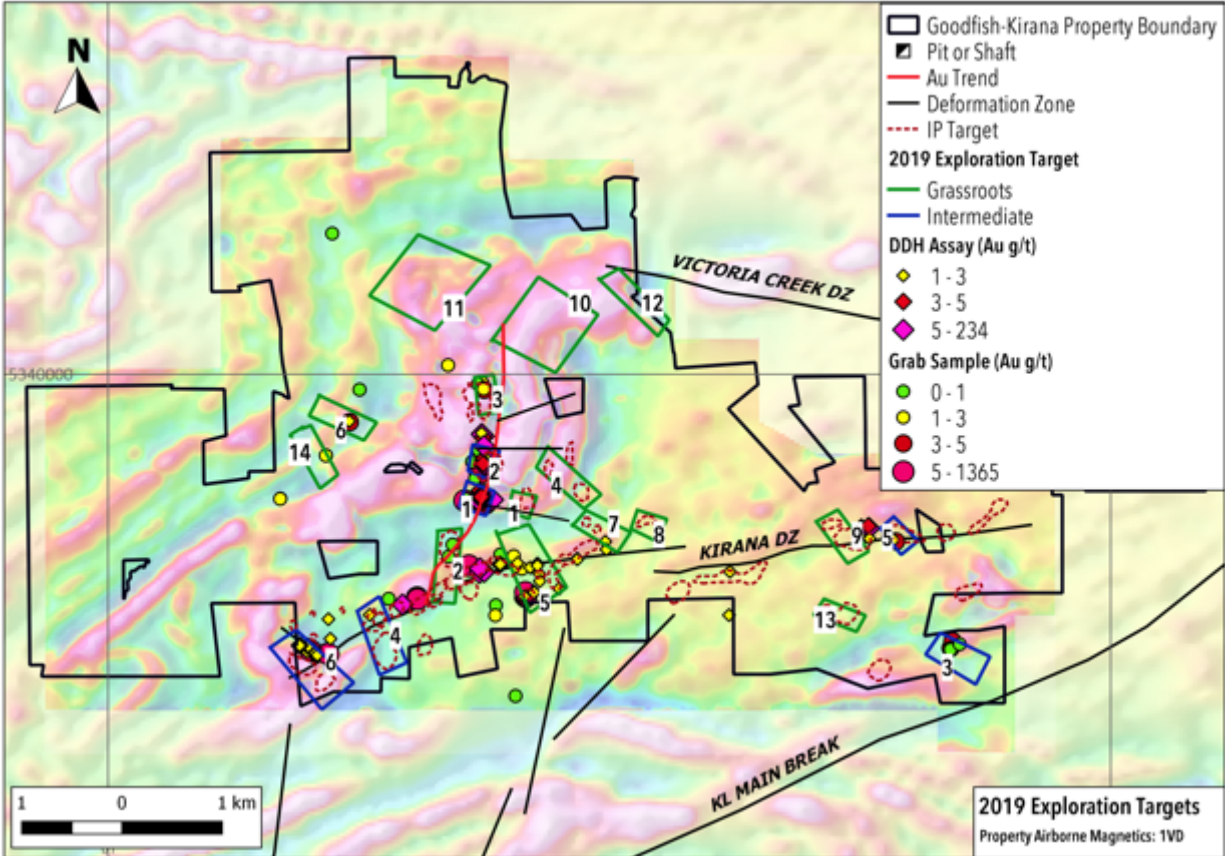 N
Goodfish-Kirana Property Boundary
Pit or Shaft
Au Trend
Deformation Zone
IP Target
2019 Exploration Target
Grassroots
Intermediate
DDH Assay (Au g/t)
1 - 3
3 - 5
5 - 234
Grab Sample (Au g/t)
0 - 1
1 - 3
3 - 5
5 - 1365
VICTORIA CREEK DZ
11
10
12
5340000
3
6
14
2
4
1
1
7
8
KIRANA DZ
9
5
2
5
13
4
6
3
KL MAIN BREAK
1 0 1 km
2019 Exploration Targets
Property Airborne Magnetics: 1VD